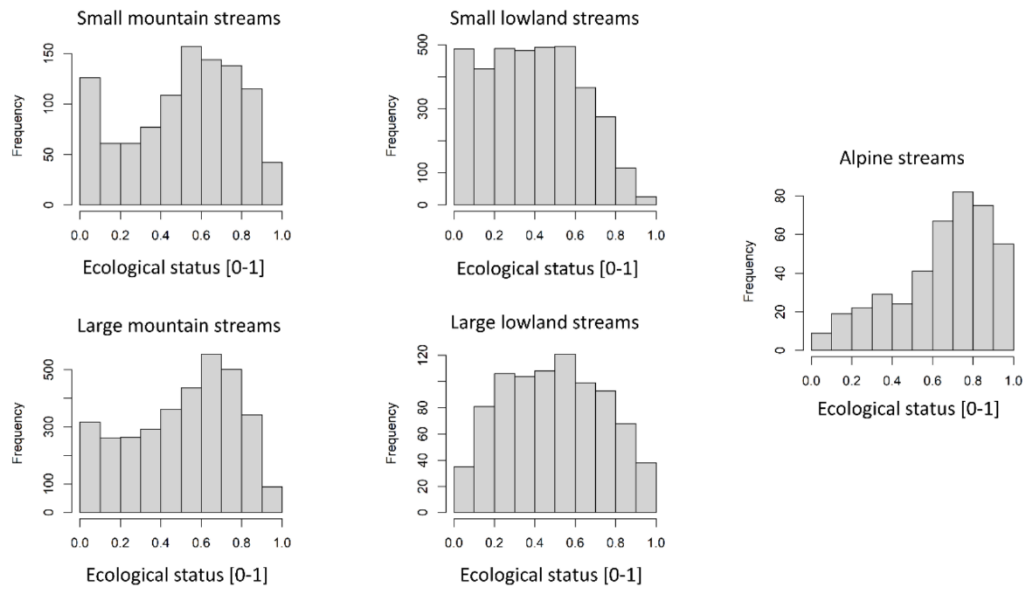 Small mountain streams
Frequency
150
100
50
0
0.0 0.2 0.4 0.6 0.8 1.0
Ecological status [0-1]
Small lowland streams
Frequency
500
300
100
0
0.0 0.2 0.4 0.6 0.8 1.0
Ecological status [0-1]
Alpine streams
Frequency
80
60
40
20
0
0.0 0.2 0.4 0.6 0.8 1.0
Ecological status [0-1]
Large mountain streams
Frequency
500
300
100
0
0.0 0.2 0.4 0.6 0.8 1.0
Ecological status [0-1]
Large lowland streams
Frequency
120
80
60
40
20
0
0.0 0.2 0.4 0.6 0.8 1.0
Ecological status [0-1]